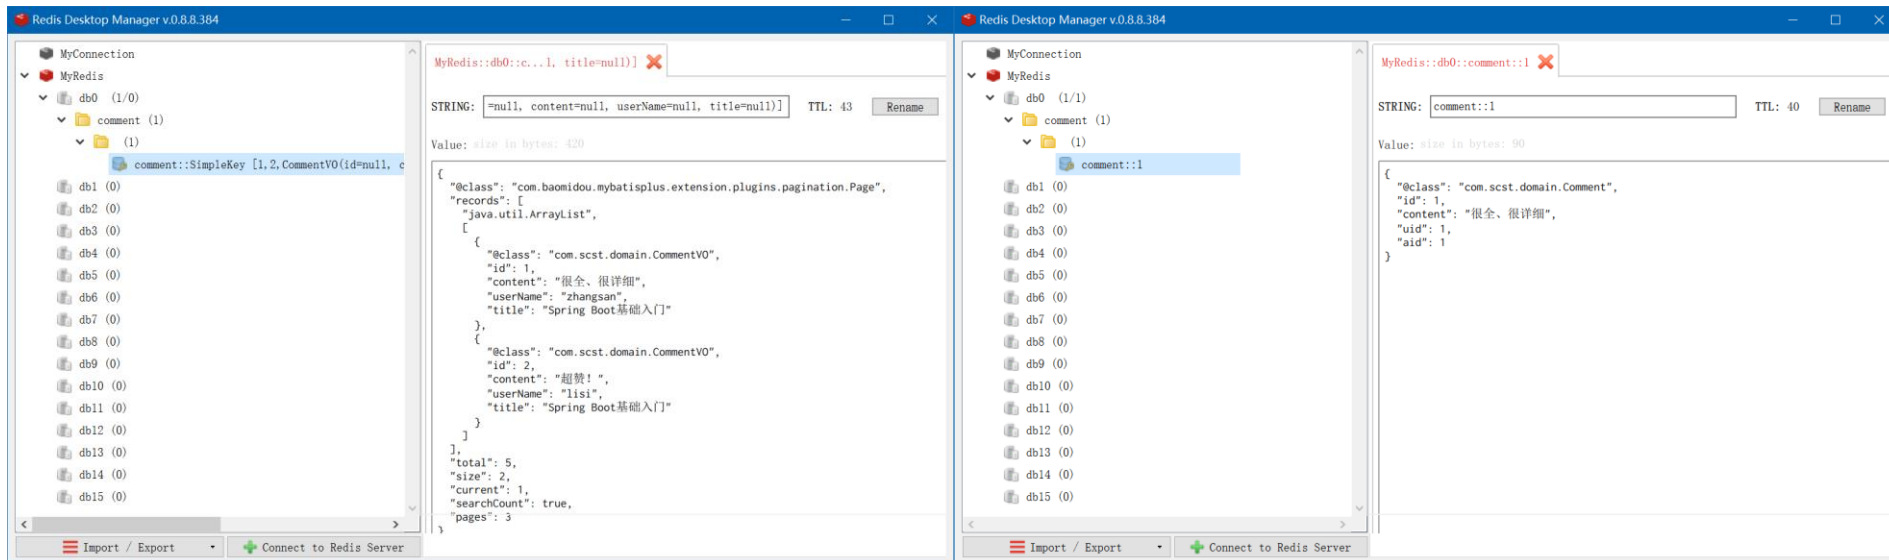 Redis Desktop Manager v.0.8.8.384
MyConnection
MyRedis
db0 (1/0)
comment (1)
(1)
comment::SimpleKey [1,2,CommentVO(id=null, c
db1 (0)
db2 (0)
db3 (0)
db4 (0)
db5 (0)
db6 (0)
db7 (0)
db8 (0)
db9 (0)
db10 (0)
db11 (0)
db12 (0)
db13 (0)
db14 (0)
db15 (0)
Import / Export
Connect to Redis Server
MyRedis::db0::c...l, title=null)]
STRING: =null, content=null, userName=null, title=null)] TTL: 43 Rename
Value: size in bytes: 420
{
"@class": "com.baomidou.mybatisplus.extension.plugins.pagination.Page",
"records": [
"java.util.ArrayList",
[
{
"@class": "com.scst.domain.CommentVO",
"id": 1,
"content": "很全、很详细",
"userName": "zhangsan",
"title": "Spring Boot基础入门"
},
{
"@class": "com.scst.domain.CommentVO",
"id": 2,
"content": "超赞！",
"userName": "lisi",
"title": "Spring Boot基础入门"
}
]
],
"total": 5,
"size": 2,
"current": 1,
"searchCount": true,
"pages": 3
}
Redis Desktop Manager v.0.8.8.384
MyConnection
MyRedis
db0 (1/1)
comment (1)
(1)
comment::1
db1 (0)
db2 (0)
db3 (0)
db4 (0)
db5 (0)
db6 (0)
db7 (0)
db8 (0)
db9 (0)
db10 (0)
db11 (0)
db12 (0)
db13 (0)
db14 (0)
db15 (0)
Import / Export
Connect to Redis Server
MyRedis::db0::comment::1
STRING: comment::1 TTL: 40 Rename
Value: size in bytes: 90
{
"@class": "com.scst.domain.Comment",
"id": 1,
"content": "很全、很详细",
"uid": 1,
"aid": 1
}